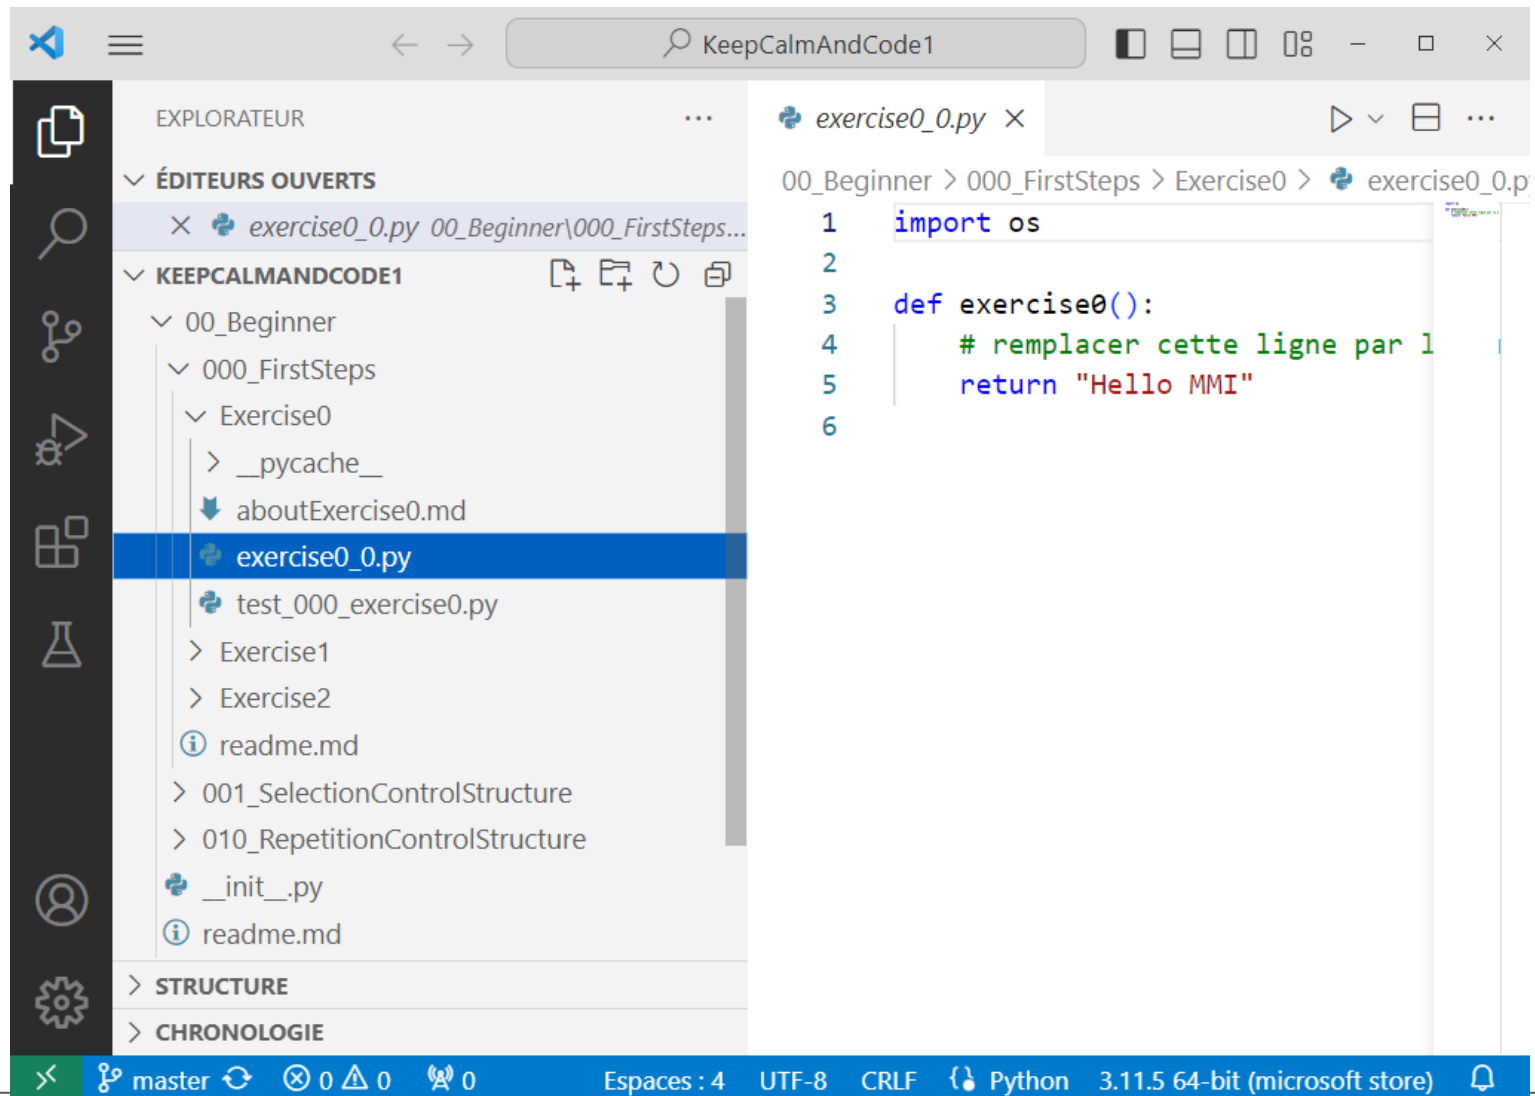 KeepCalmAndCode1
EXPLORATEUR
ÉDITEURS OUVERTS
exercise0_0.py 00_Beginner\000_FirstSteps...
KEEPCALMANDCODE1
00_Beginner
000_FirstSteps
Exercise0
__pycache__
aboutExercise0.md
exercise0_0.py
test_000_exercise0.py
Exercise1
Exercise2
readme.md
001_SelectionControlStructure
010_RepetitionControlStructure
__init__.py
readme.md
STRUCTURE
CHRONOLOGIE
exercise0_0.py
00_Beginner > 000_FirstSteps > Exercise0 > exercise0_0.p
1 import os
2
3 def exercise0():
4 # remplacer cette ligne par l
5 return "Hello MMI"
6
master 0 0 0 Espaces : 4 UTF-8 CRLF Python 3.11.5 64-bit (microsoft store)